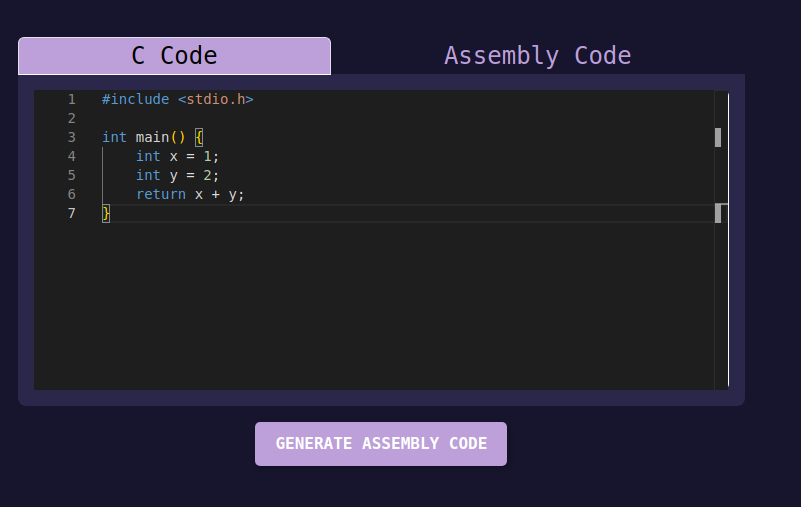 C Code
Assembly Code
1 #include <stdio.h>
2
3 int main() {
4     int x = 1;
5     int y = 2;
6     return x + y;
7 }
GENERATE ASSEMBLY CODE